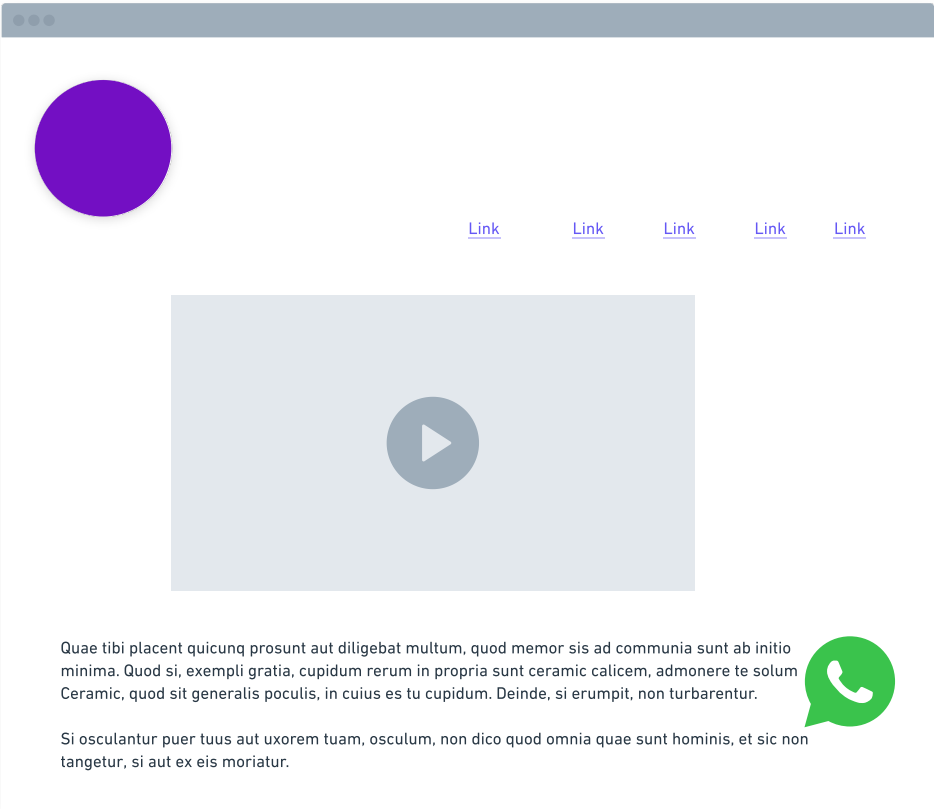 Link Link Link Link Link
Quae tibi placent quicunq prosunt aut diligebat multum, quod memor sis ad communia sunt ab initio
minima. Quod si, exempli gratia, cupidum rerum in propria sunt ceramic calicem, admonere te solum
Ceramic, quod sit generalis poculis, in cuius es tu cupidum. Deinde, si erumpit, non turbarentur.
Si osculantur puer tuus aut uxorem tuam, osculum, non dico quod omnia quae sunt hominis, et sic non
tangetur, si aut ex eis moriatur.